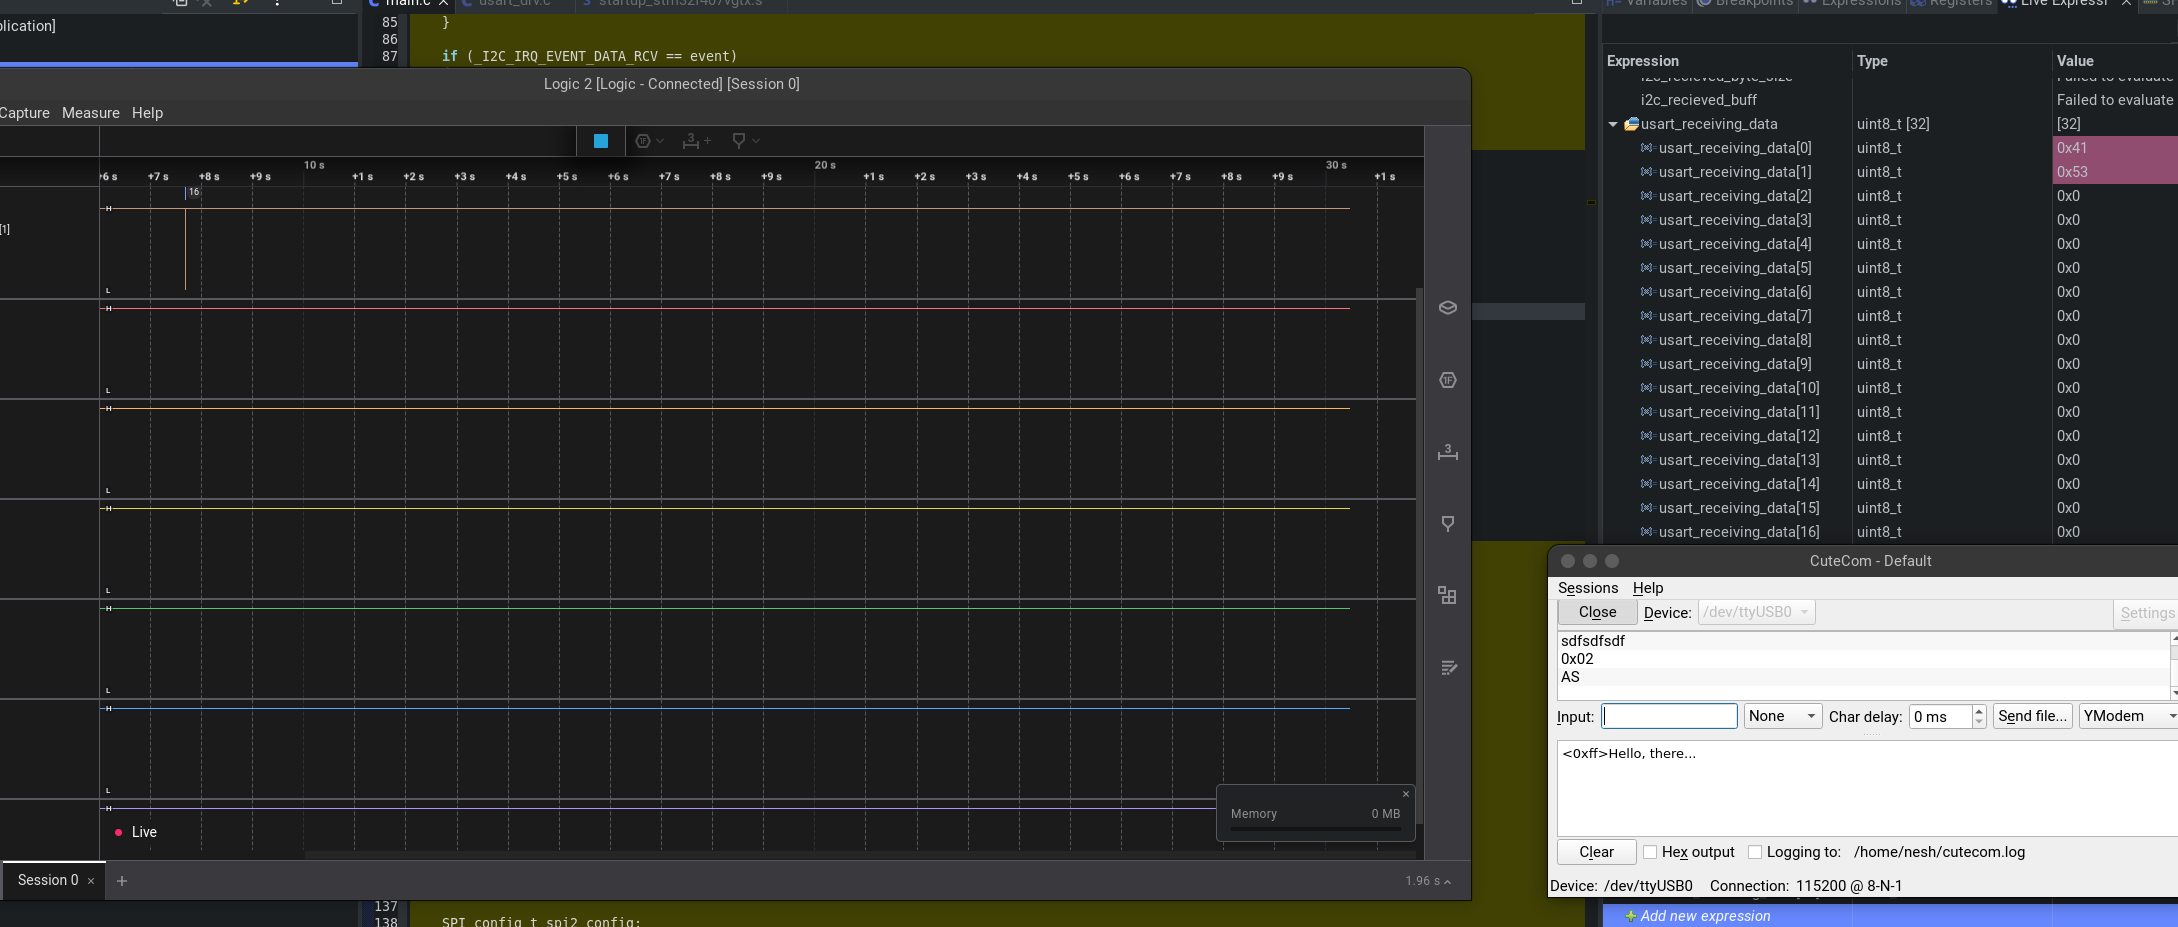 main.c
usart_drv.c
startup_stm32f407vgtx.s
Variables
Breakpoints
Expressions
Registers
Live Expressi
plication]
85 }
86
87 if (_I2C_IRQ_EVENT_DATA_RCV == event)
Logic 2 [Logic - Connected] [Session 0]
Capture Measure Help
10 s 20 s 30 s
+6 s +7 s +8 s +9 s +1 s +2 s +3 s +4 s +5 s +6 s +7 s +8 s +9 s +1 s +2 s +3 s +4 s +5 s +6 s +7 s +8 s +9 s +1 s
16
[1]
H
L
H
L
H
L
H
L
H
L
H
L
H
Live
Memory 0 MB
Session 0 × +
1.96 s
137
138 SPI_config_t spi2_config;
Expression Type Value
i2c_recieved_byte_size Failed to evaluate
i2c_recieved_buff Failed to evaluate
usart_receiving_data uint8_t [32] [32]
usart_receiving_data[0] uint8_t 0x41
usart_receiving_data[1] uint8_t 0x53
usart_receiving_data[2] uint8_t 0x0
usart_receiving_data[3] uint8_t 0x0
usart_receiving_data[4] uint8_t 0x0
usart_receiving_data[5] uint8_t 0x0
usart_receiving_data[6] uint8_t 0x0
usart_receiving_data[7] uint8_t 0x0
usart_receiving_data[8] uint8_t 0x0
usart_receiving_data[9] uint8_t 0x0
usart_receiving_data[10] uint8_t 0x0
usart_receiving_data[11] uint8_t 0x0
usart_receiving_data[12] uint8_t 0x0
usart_receiving_data[13] uint8_t 0x0
usart_receiving_data[14] uint8_t 0x0
usart_receiving_data[15] uint8_t 0x0
usart_receiving_data[16] uint8_t 0x0
CuteCom - Default
Sessions Help
Close Device: /dev/ttyUSB0 Settings
sdfsdfsdf
0x02
AS
Input: None Char delay: 0 ms Send file... YModem
<0xff>Hello, there...
Clear Hex output Logging to: /home/nesh/cutecom.log
Device: /dev/ttyUSB0 Connection: 115200 @ 8-N-1
Add new expression